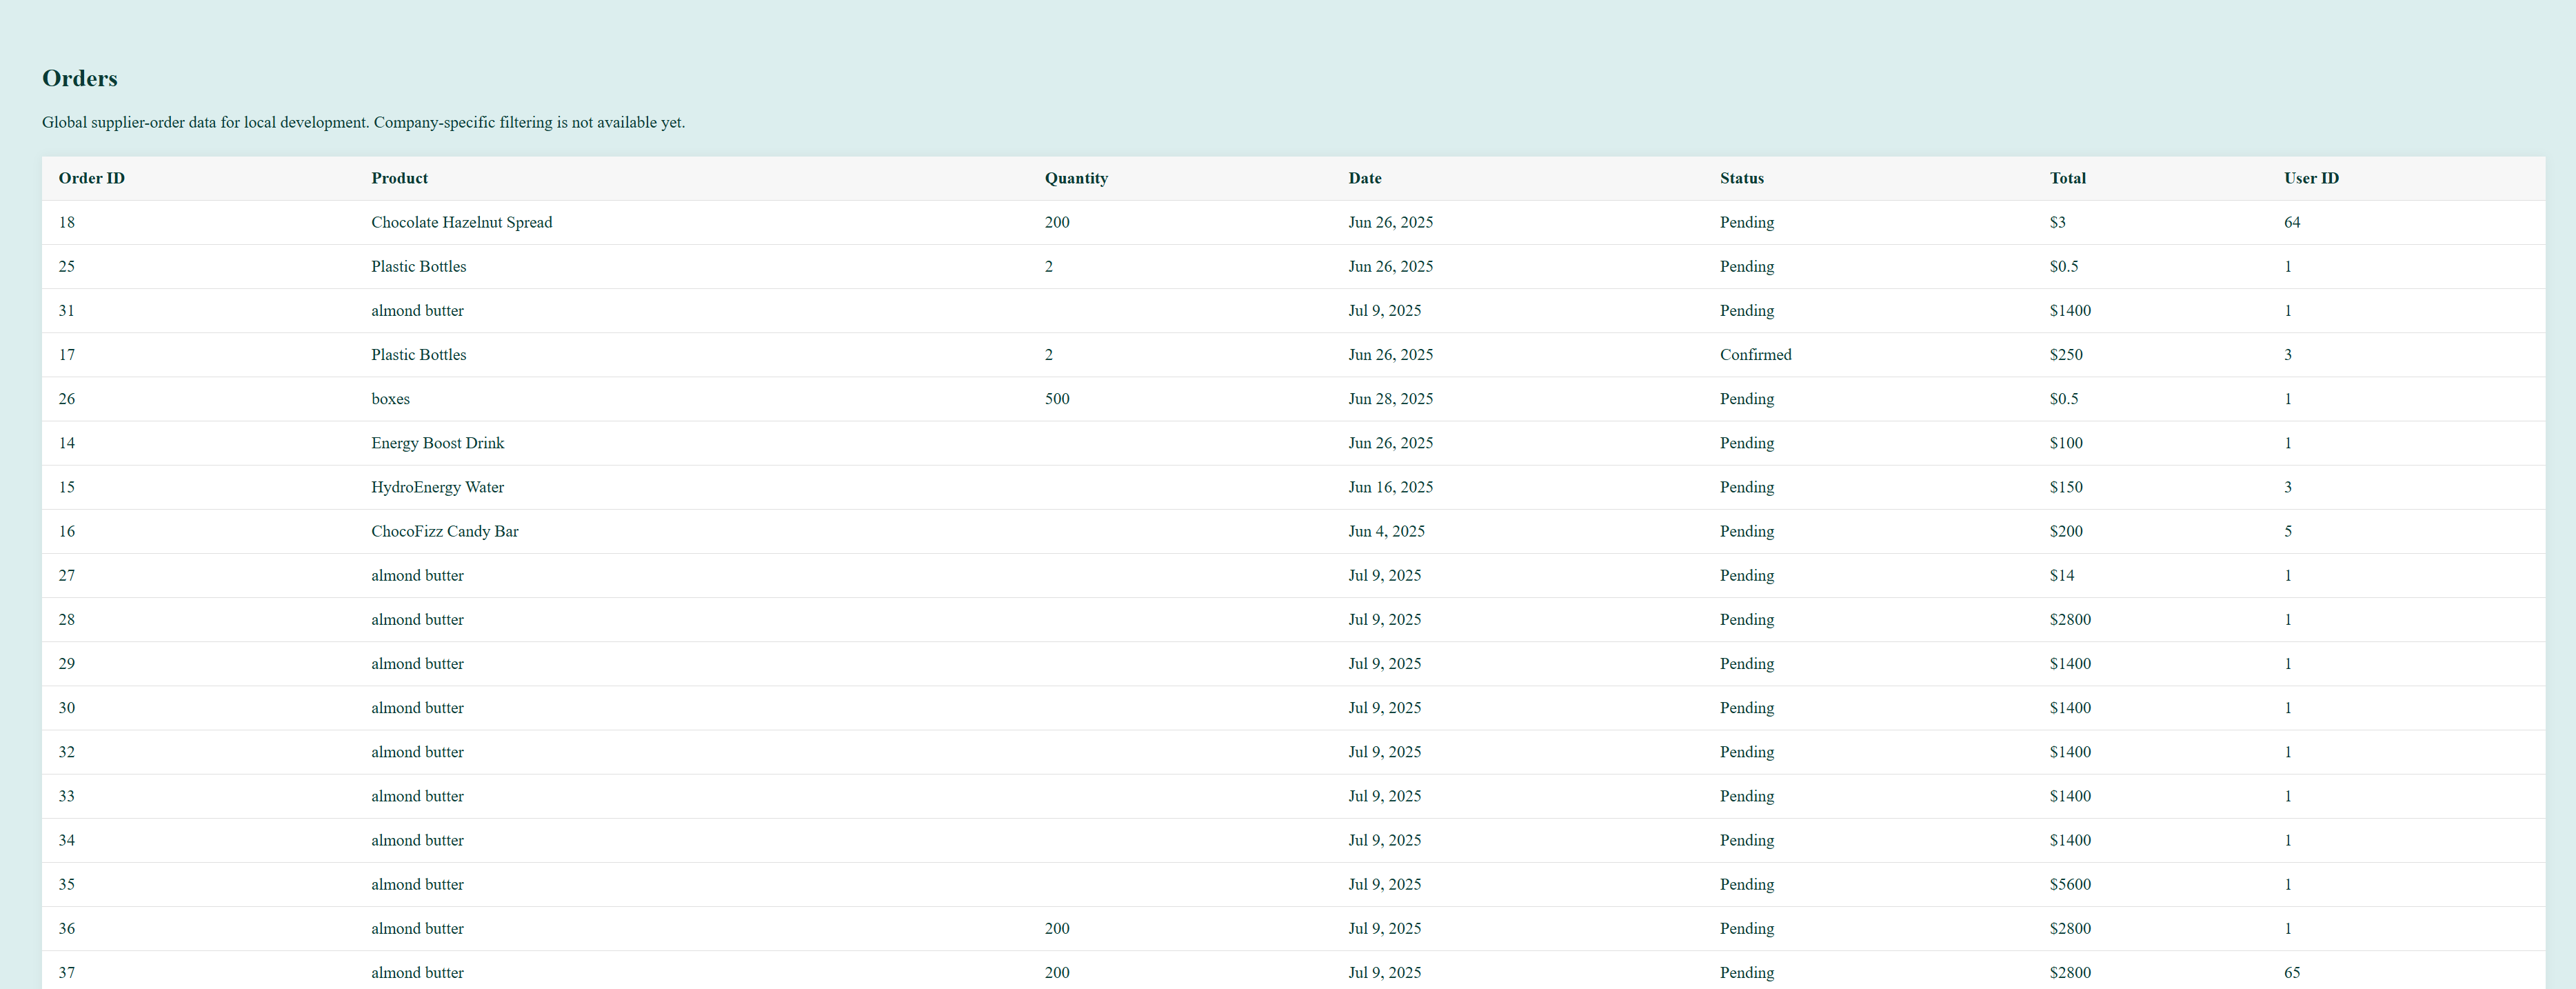 Orders
Global supplier-order data for local development. Company-specific filtering is not available yet.
Order ID Product Quantity Date Status Total User ID
18 Chocolate Hazelnut Spread 200 Jun 26, 2025 Pending $3 64
25 Plastic Bottles 2 Jun 26, 2025 Pending $0.5 1
31 almond butter Jul 9, 2025 Pending $1400 1
17 Plastic Bottles 2 Jun 26, 2025 Confirmed $250 3
26 boxes 500 Jun 28, 2025 Pending $0.5 1
14 Energy Boost Drink Jun 26, 2025 Pending $100 1
15 HydroEnergy Water Jun 16, 2025 Pending $150 3
16 ChocoFizz Candy Bar Jun 4, 2025 Pending $200 5
27 almond butter Jul 9, 2025 Pending $14 1
28 almond butter Jul 9, 2025 Pending $2800 1
29 almond butter Jul 9, 2025 Pending $1400 1
30 almond butter Jul 9, 2025 Pending $1400 1
32 almond butter Jul 9, 2025 Pending $1400 1
33 almond butter Jul 9, 2025 Pending $1400 1
34 almond butter Jul 9, 2025 Pending $1400 1
35 almond butter Jul 9, 2025 Pending $5600 1
36 almond butter 200 Jul 9, 2025 Pending $2800 1
37 almond butter 200 Jul 9, 2025 Pending $2800 65